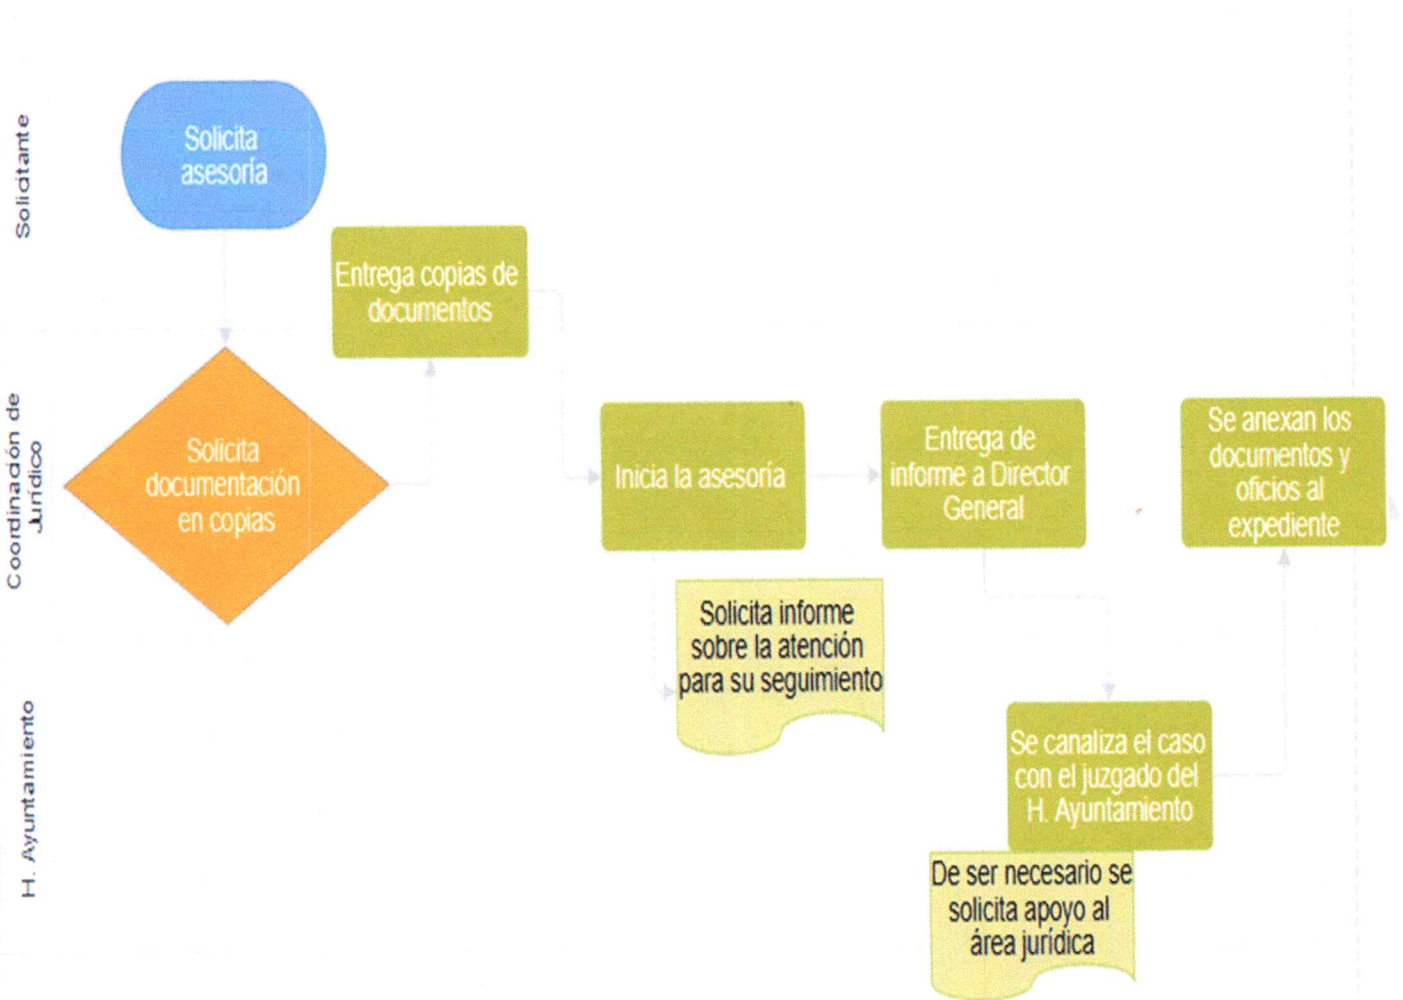 Solicitante
Solicita
asesoría
Entrega copias de
documentos
Coordinación de
Jurídico
Solicita
documentación
en copias
Inicia la asesoría
Entrega de
informe a Director
General
Se anexan los
documentos y
oficios al
expediente
Solicita informe
sobre la atención
para su seguimiento
H. Ayuntamiento
Se canaliza el caso
con el juzgado del
H. Ayuntamiento
De ser necesario se
solicita apoyo al
área jurídica